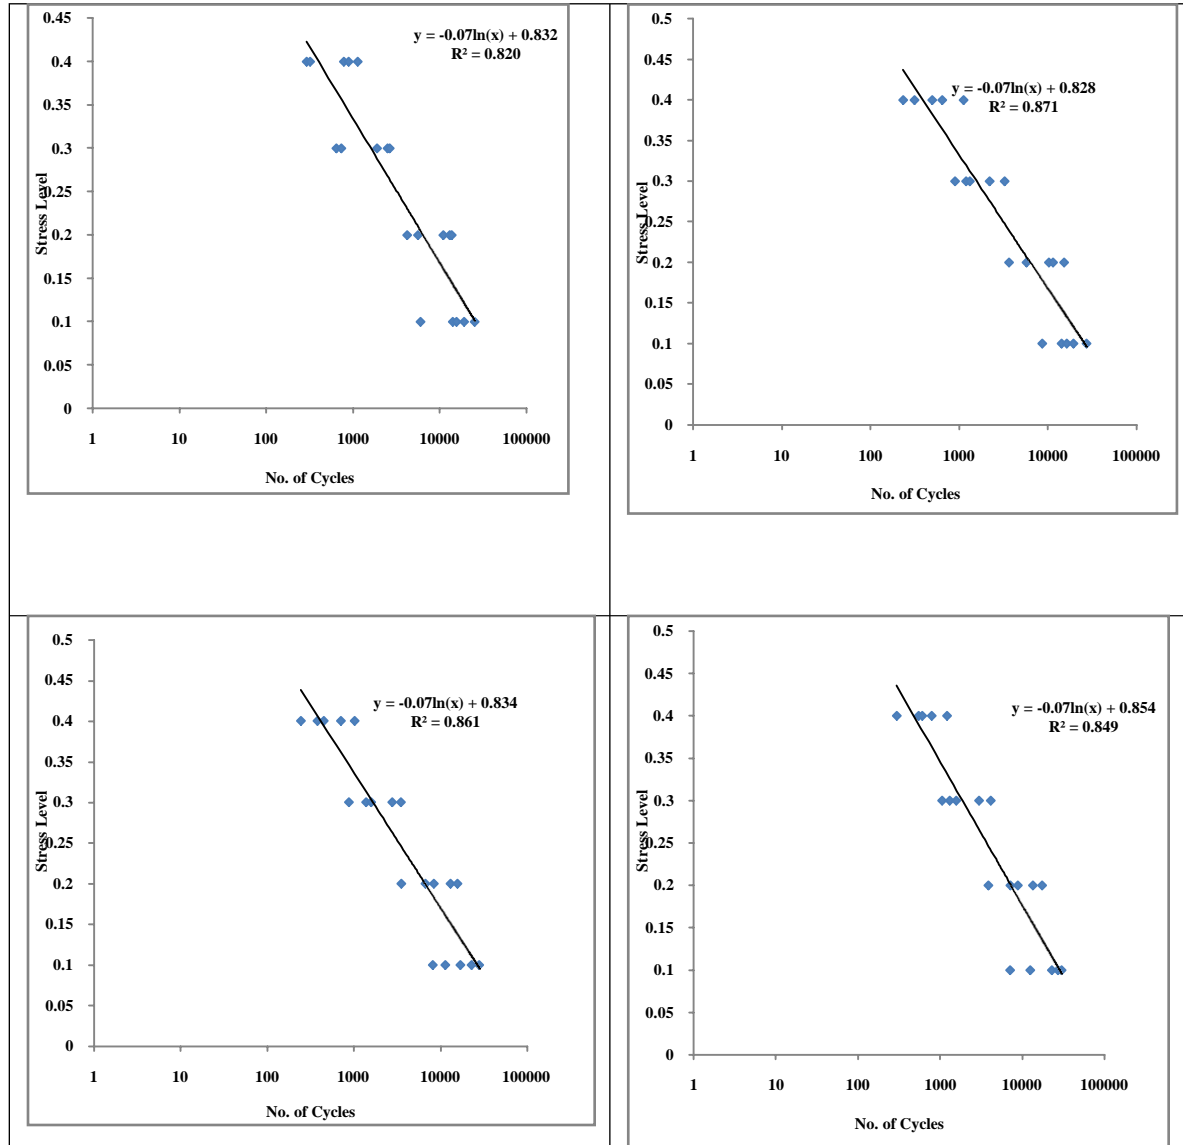 y = -0.07ln(x) + 0.832
R² = 0.820
0.45
0.4
0.35
0.3
0.25
0.2
0.15
0.1
0.05
0
Stress Level
1 10 100 1000 10000 100000
No. of Cycles
y = -0.07ln(x) + 0.828
R² = 0.871
0.5
0.45
0.4
0.35
0.3
0.25
0.2
0.15
0.1
0.05
0
Stress Level
1 10 100 1000 10000 100000
No. of Cycles
y = -0.07ln(x) + 0.834
R² = 0.861
0.5
0.45
0.4
0.35
0.3
0.25
0.2
0.15
0.1
0.05
0
Stress Level
1 10 100 1000 10000 100000
No. of Cycles
y = -0.07ln(x) + 0.854
R² = 0.849
0.5
0.45
0.4
0.35
0.3
0.25
0.2
0.15
0.1
0.05
0
Stress Level
1 10 100 1000 10000 100000
No. of Cycles